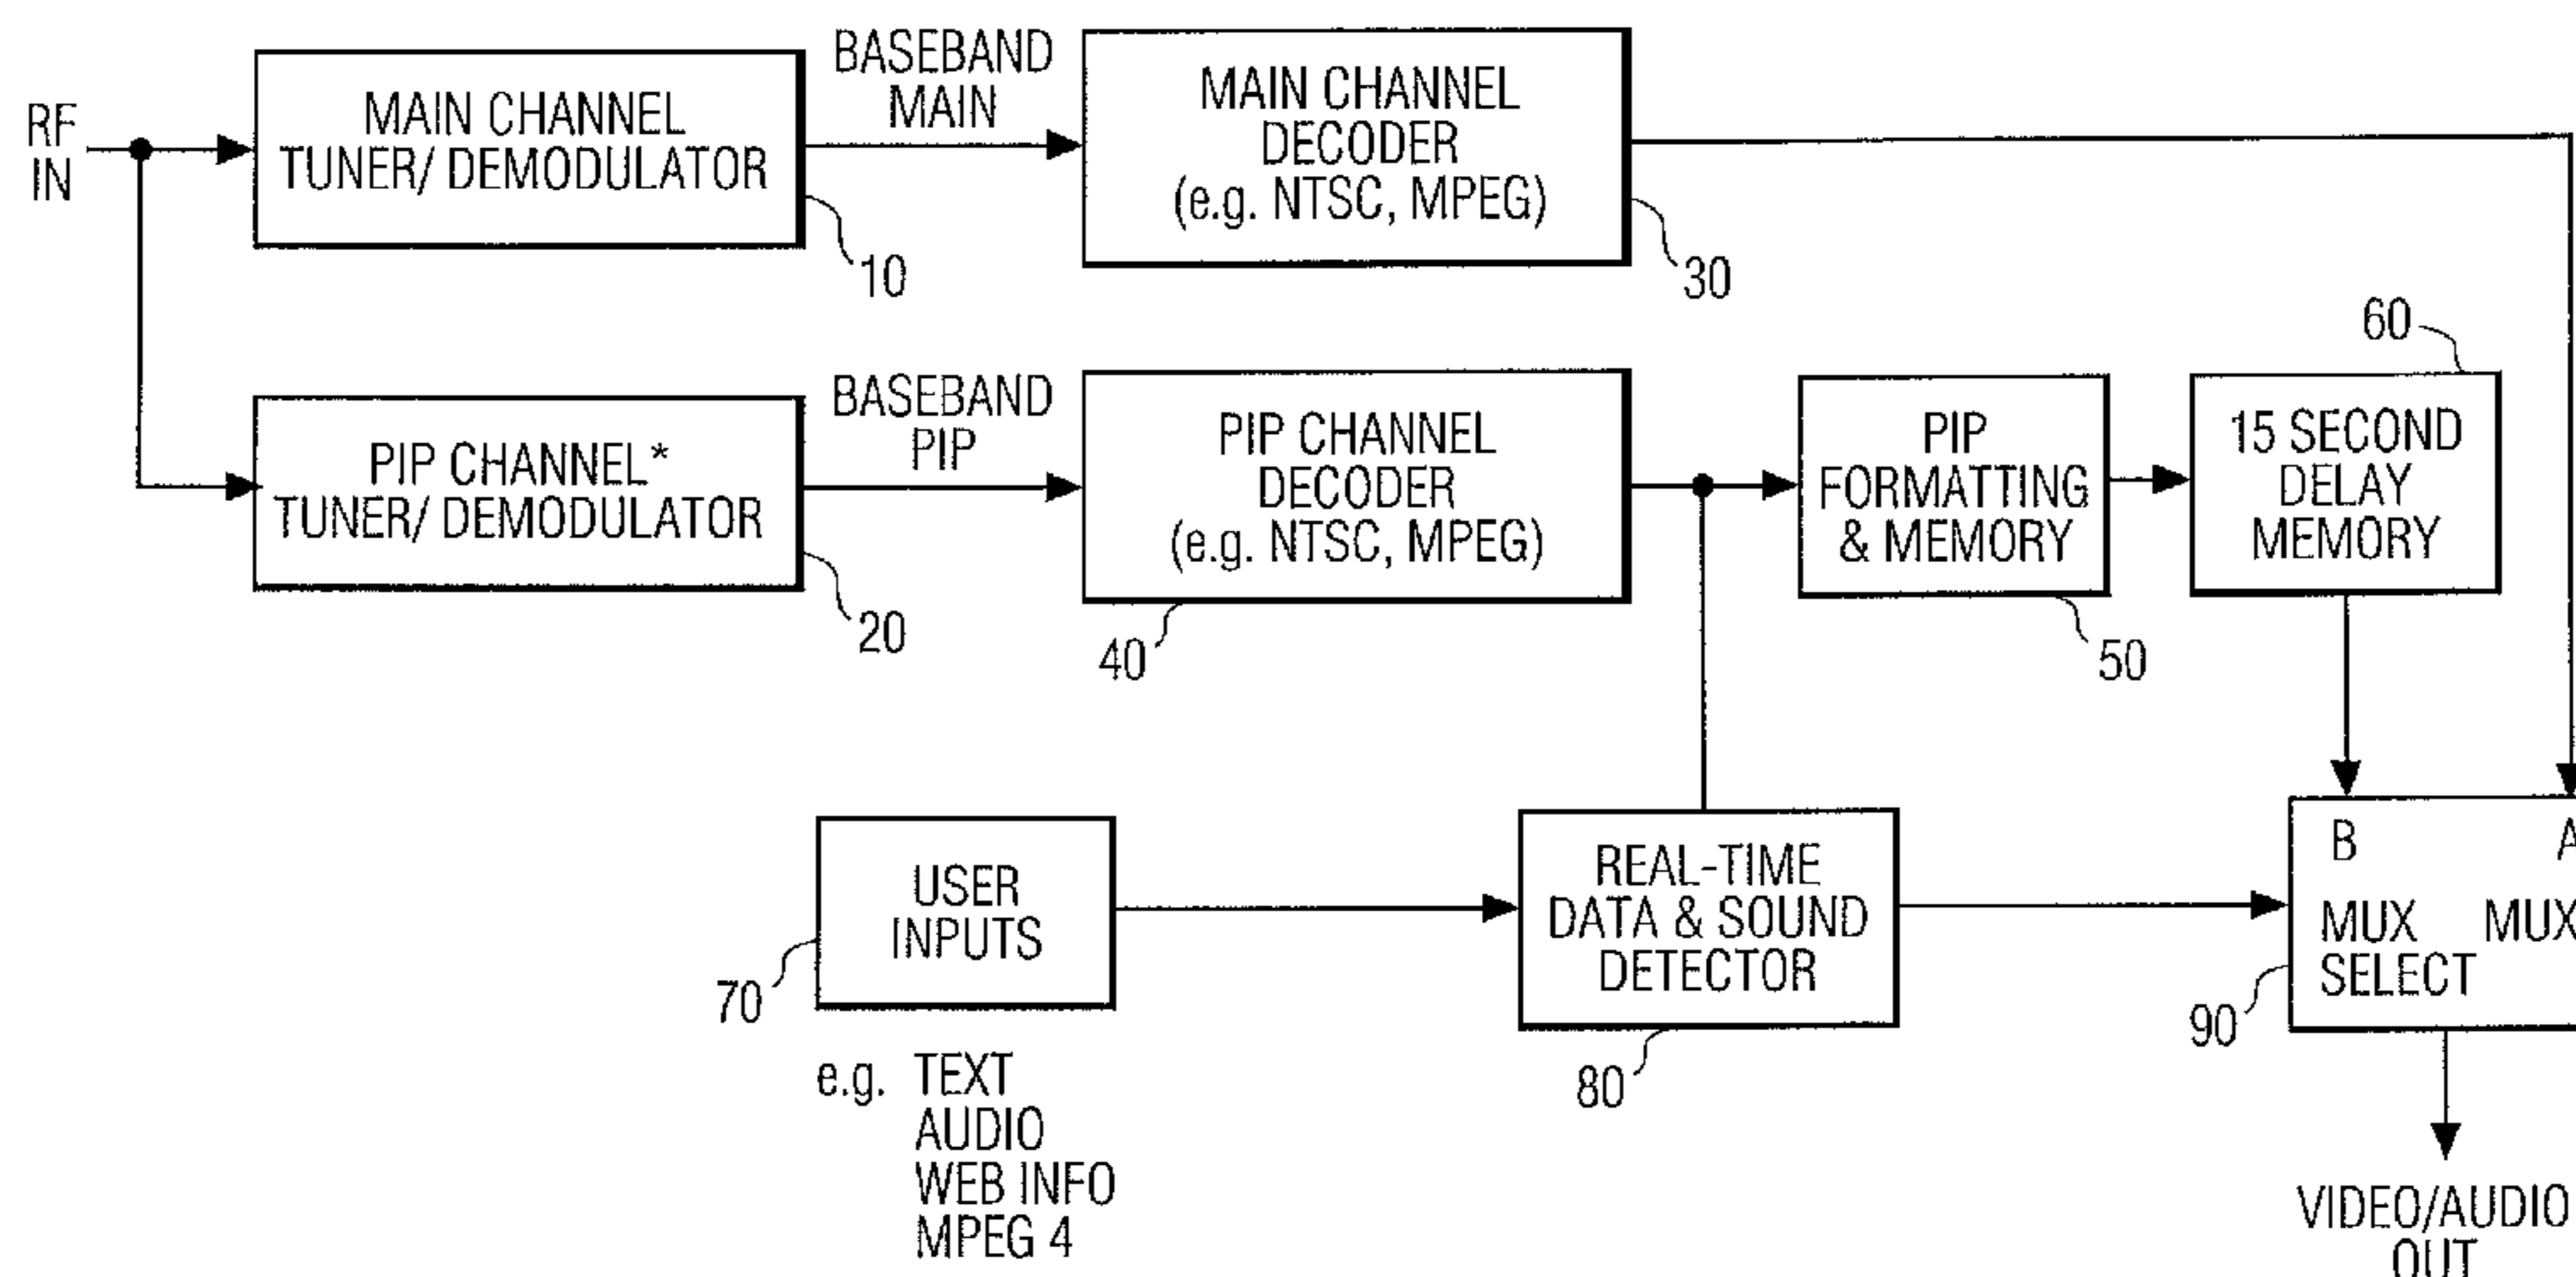 RF
IN
MAIN CHANNEL
TUNER/ DEMODULATOR
10
BASEBAND
MAIN
MAIN CHANNEL
DECODER
(e.g. NTSC, MPEG)
30
PIP CHANNEL*
TUNER/ DEMODULATOR
20
BASEBAND
PIP
PIP CHANNEL
DECODER
(e.g. NTSC, MPEG)
40
PIP
FORMATTING
& MEMORY
50
60
15 SECOND
DELAY
MEMORY
USER
INPUTS
70
e.g. TEXT
AUDIO
WEB INFO
MPEG 4
REAL-TIME
DATA & SOUND
DETECTOR
80
B A
MUX MUX
SELECT
90
VIDEO/AUDIO
OUT